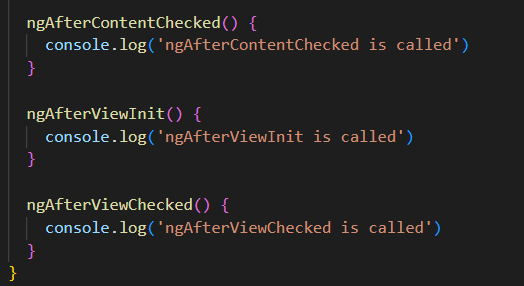 ngAfterContentChecked() {
console.log('ngAfterContentChecked is called')
}
ngAfterViewInit() {
console.log('ngAfterViewInit is called')
}
ngAfterViewChecked() {
console.log('ngAfterViewChecked is called')
}
}